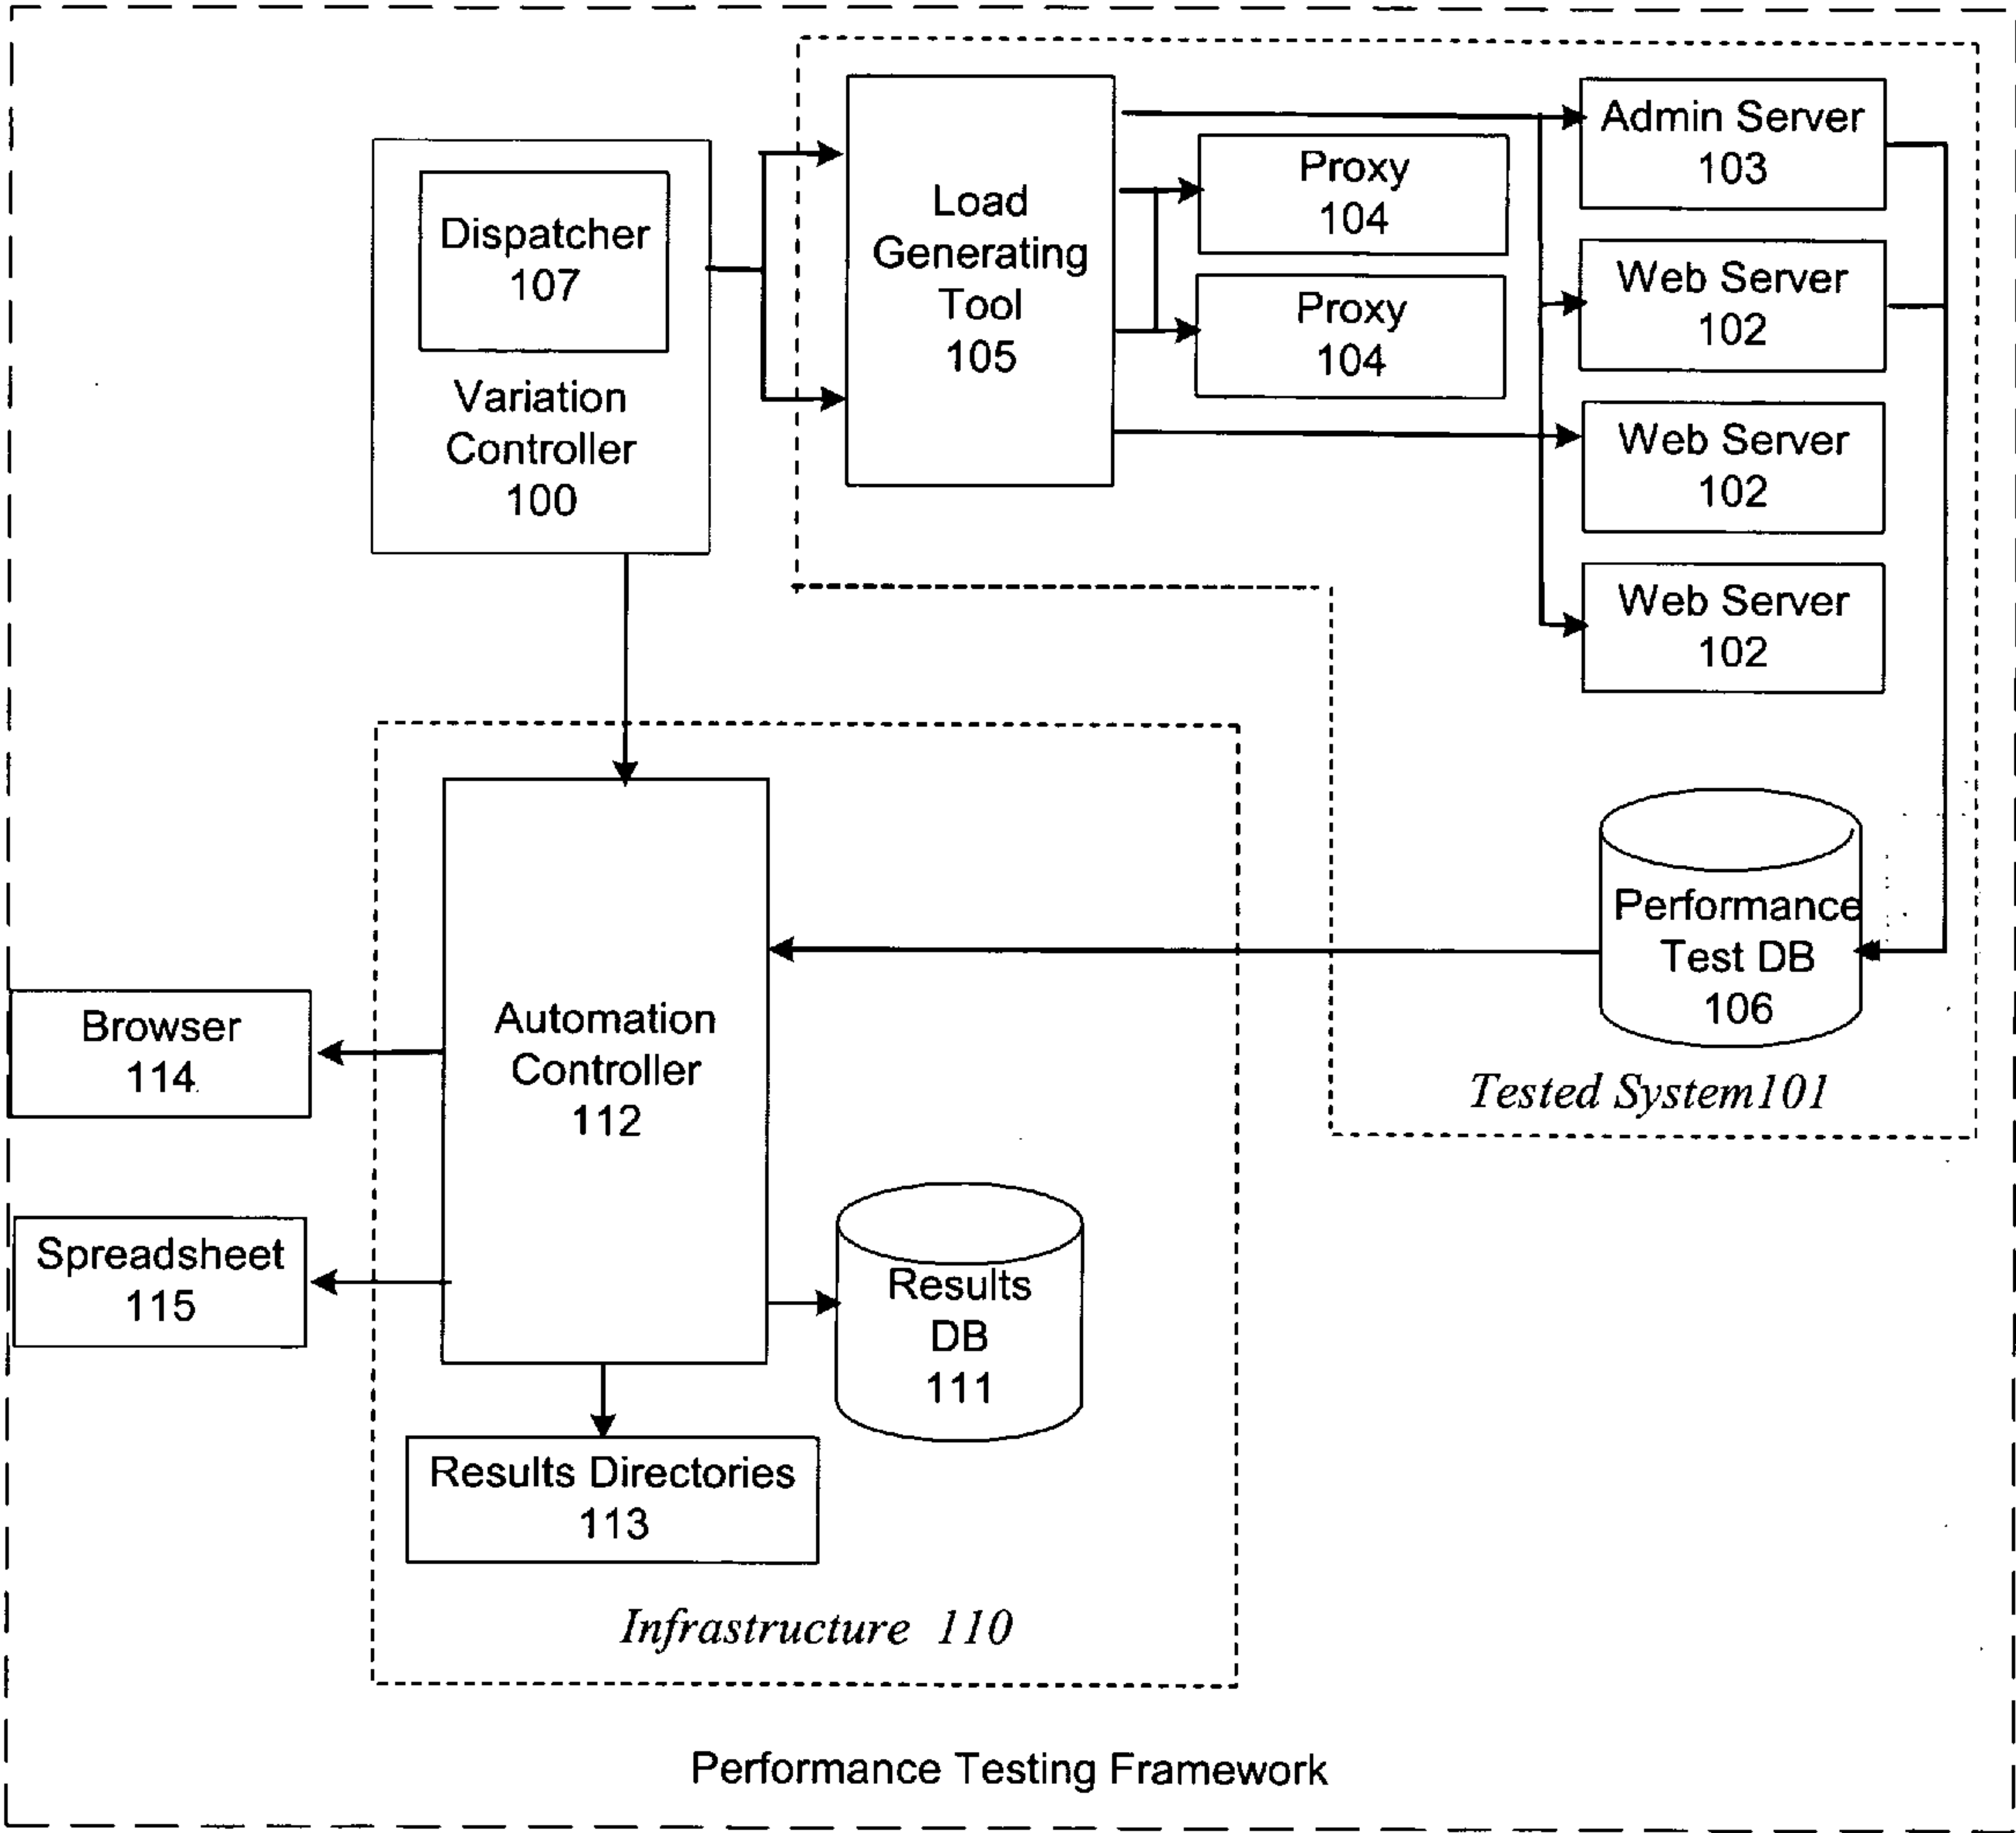 Dispatcher
107
Variation
Controller
100
Load
Generating
Tool
105
Proxy
104
Proxy
104
Admin Server
103
Web Server
102
Web Server
102
Web Server
102
Performance
Test DB
106
Tested System101
Automation
Controller
112
Browser
114
Spreadsheet
115
Results
DB
111
Results Directories
113
Infrastructure 110
Performance Testing Framework